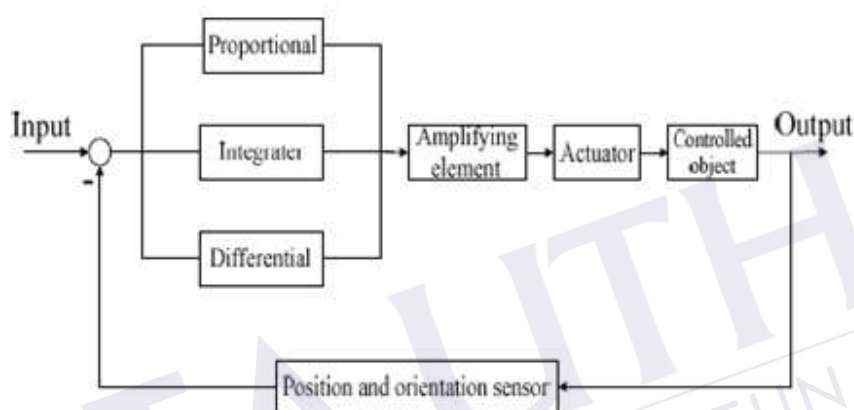 Proportional
Input
Integrater
Amplifying
element
Actuator
Controlled
object
Output
-
Differential
Position and orientation sensor